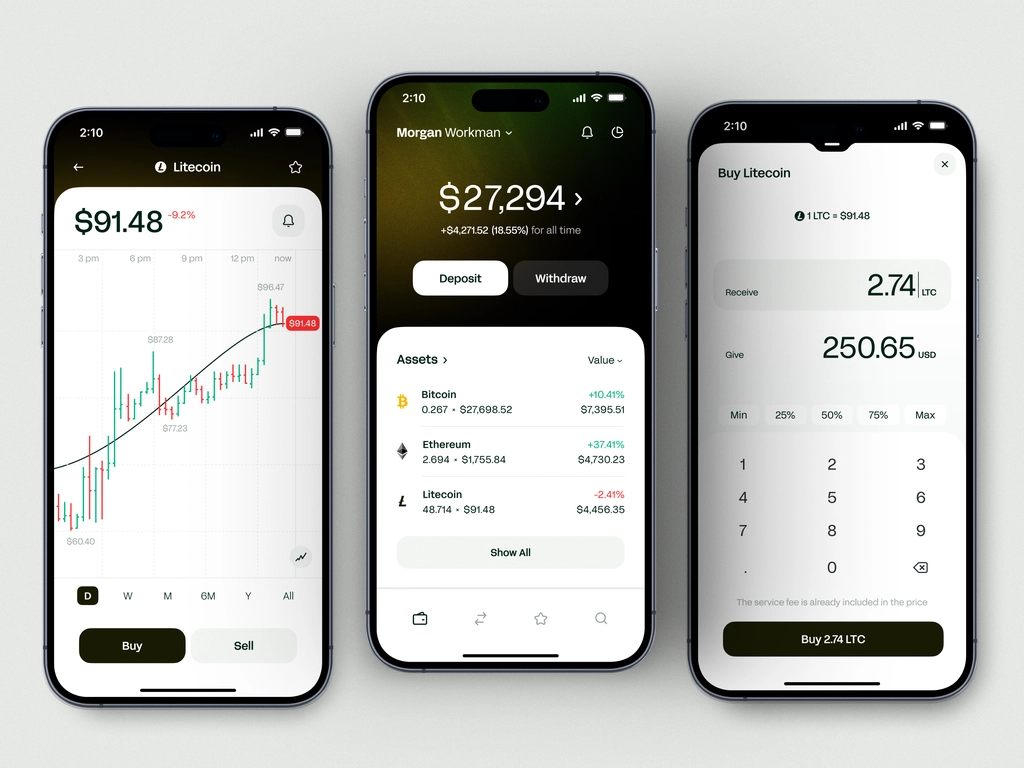 2:10
Litecoin
$91.48 -9.2%
3 pm 6 pm 9 pm 12 pm now
$96.47
$91.48
$87.28
$77.23
$60.40
D W M 6M Y All
Buy Sell
2:10
Morgan Workman
$27,294 ›
+$4,271.52 (18.55%) for all time
Deposit Withdraw
Assets › Value
Bitcoin +10.41%
0.267 • $27,698.52 $7,395.51
Ethereum +37.41%
2.694 • $1,755.84 $4,730.23
Litecoin -2.41%
48.714 • $91.48 $4,456.35
Show All
2:10
Buy Litecoin
1 LTC = $91.48
Receive 2.74 LTC
Give 250.65 USD
Min 25% 50% 75% Max
1 2 3
4 5 6
7 8 9
. 0
The service fee is already included in the price
Buy 2.74 LTC